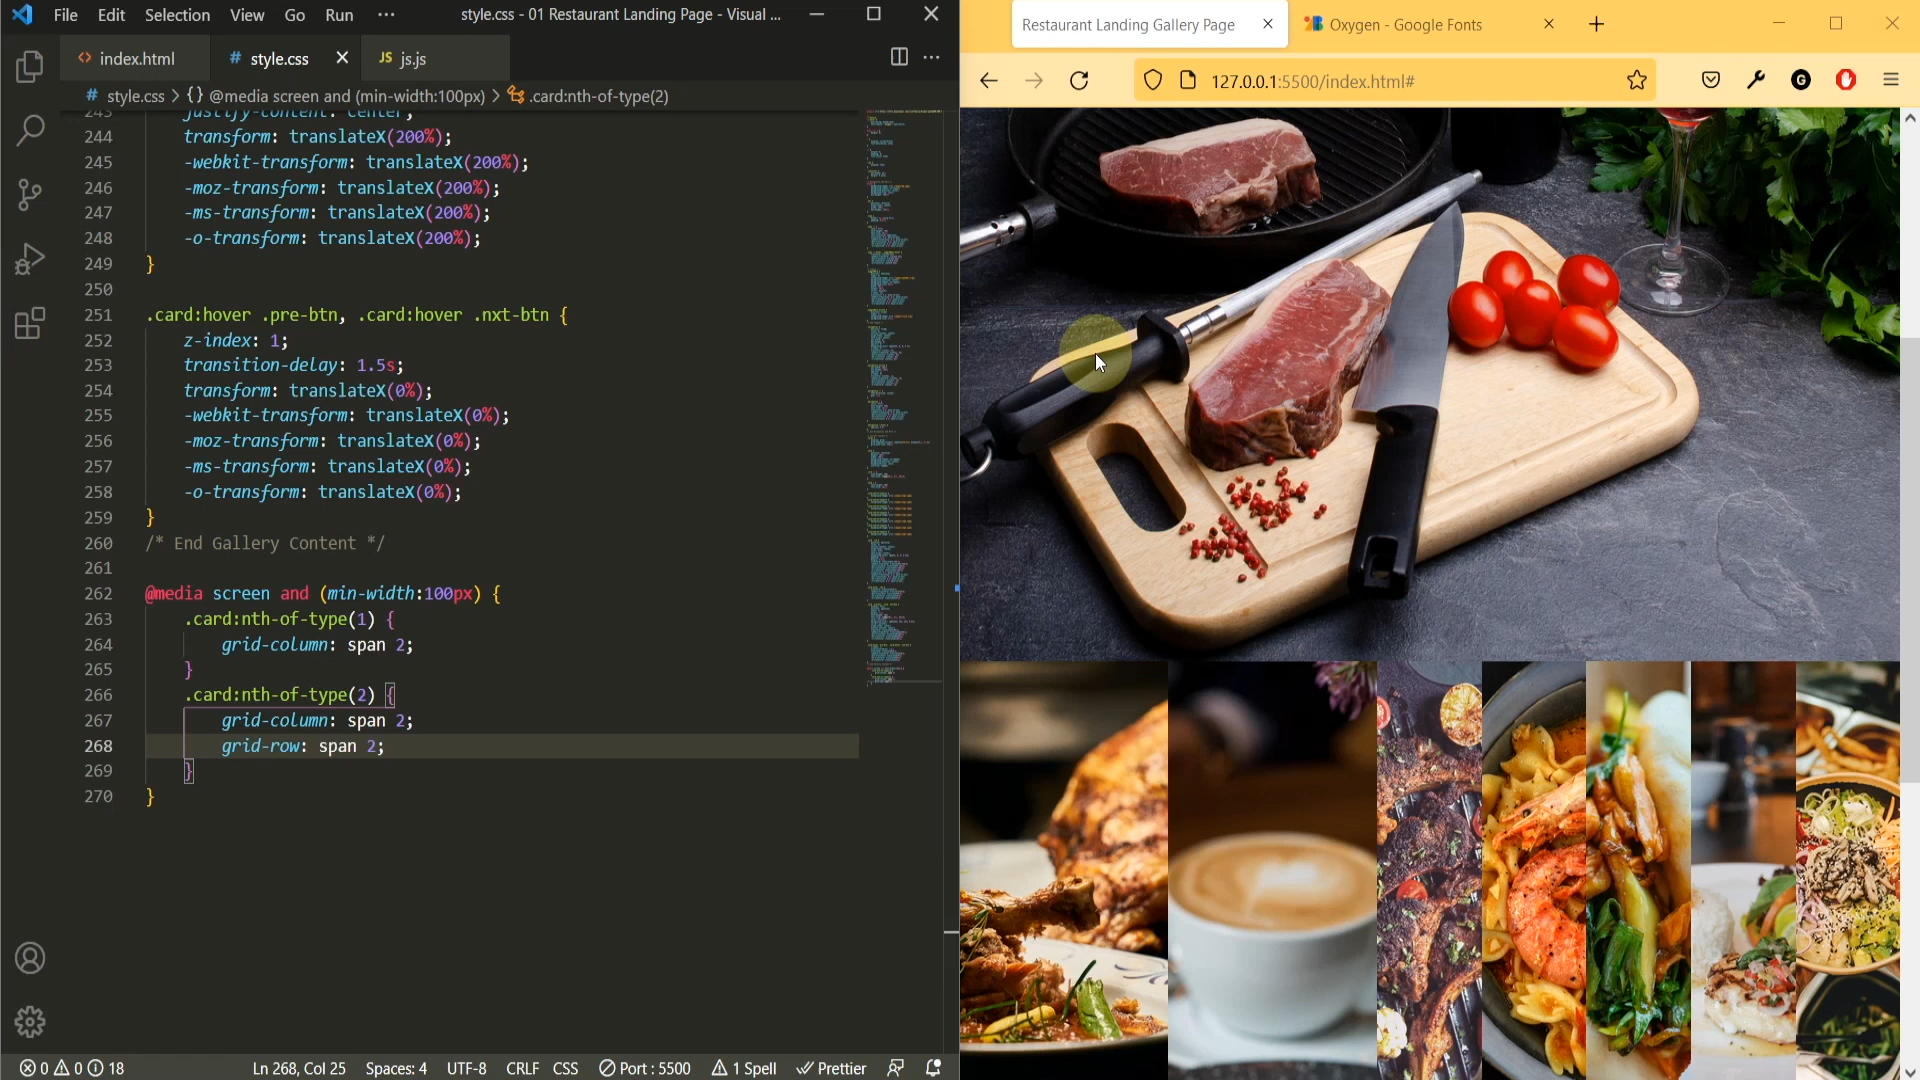 File Edit Selection View Go Run ··· style.css - 01 Restaurant Landing Page - Visual ...
index.html # style.css JS js.js
# style.css > {} @media screen and (min-width:100px) > .card:nth-of-type(2)
243 justify-content: center;
244 transform: translateX(200%);
245 -webkit-transform: translateX(200%);
246 -moz-transform: translateX(200%);
247 -ms-transform: translateX(200%);
248 -o-transform: translateX(200%);
249 }
250
251 .card:hover .pre-btn, .card:hover .nxt-btn {
252 z-index: 1;
253 transition-delay: 1.5s;
254 transform: translateX(0%);
255 -webkit-transform: translateX(0%);
256 -moz-transform: translateX(0%);
257 -ms-transform: translateX(0%);
258 -o-transform: translateX(0%);
259 }
260 /* End Gallery Content */
261
262 @media screen and (min-width:100px) {
263 .card:nth-of-type(1) {
264 grid-column: span 2;
265 }
266 .card:nth-of-type(2) {
267 grid-column: span 2;
268 grid-row: span 2;
269 }
270 }
0 0 18 Ln 268, Col 25 Spaces: 4 UTF-8 CRLF CSS Port : 5500 1 Spell Prettier
Restaurant Landing Gallery Page Oxygen - Google Fonts
127.0.0.1:5500/index.html#
G